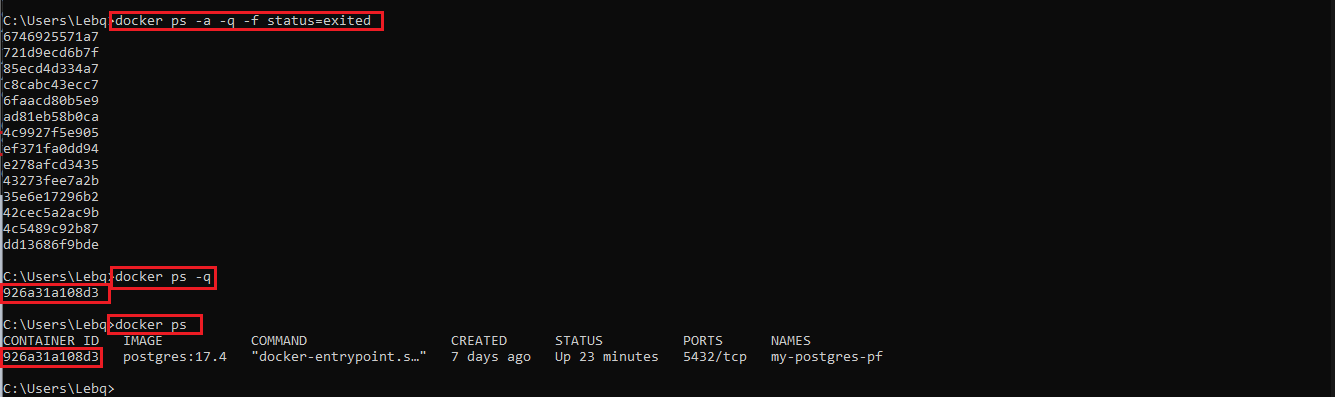 C:\Users\Lebq>docker ps -a -q -f status=exited
6746925571a7
721d9ecd6b7f
85ecd4d334a7
c8cabc43ecc7
6faacd80b5e9
ad81eb58b0ca
4c9927f5e905
ef371fa0dd94
e278afcd3435
43273fee7a2b
35e6e17296b2
42cec5a2ac9b
4c5489c92b87
dd13686f9bde
C:\Users\Lebq>docker ps -q
926a31a108d3
C:\Users\Lebq>docker ps
CONTAINER ID   IMAGE           COMMAND                  CREATED      STATUS          PORTS      NAMES
926a31a108d3   postgres:17.4   "docker-entrypoint.s…"   7 days ago   Up 23 minutes   5432/tcp   my-postgres-pf
C:\Users\Lebq>